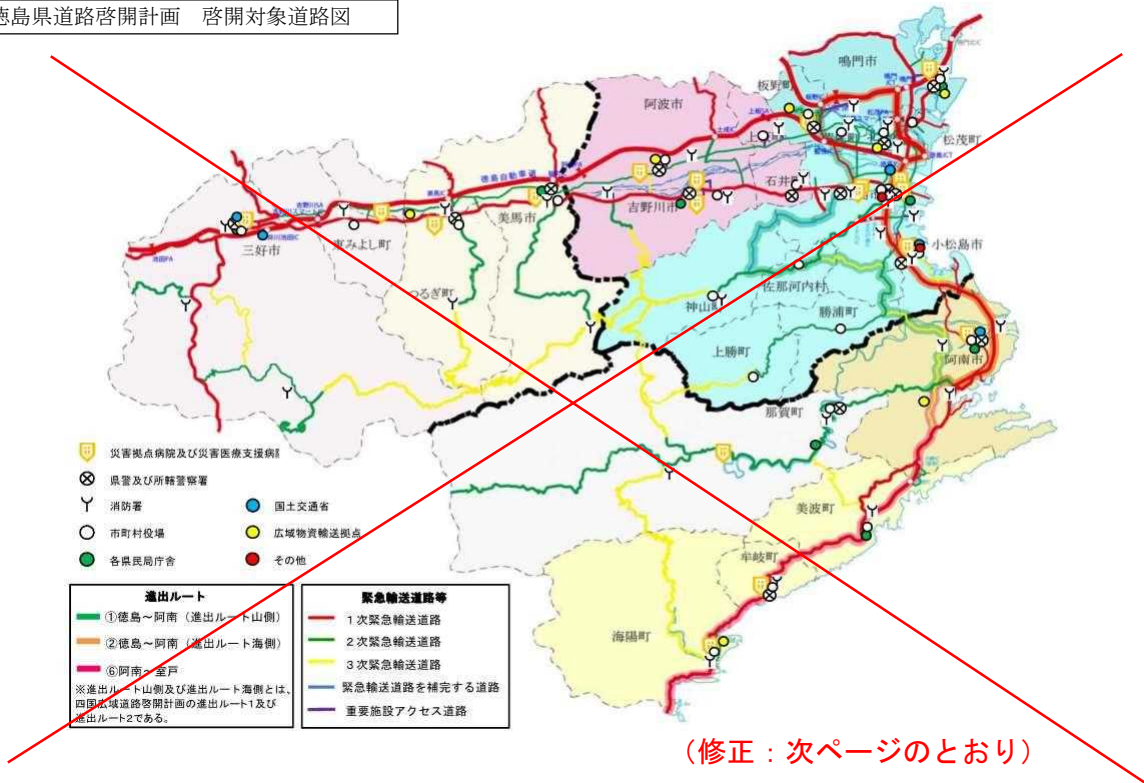 徳島県道路啓開計画　啓開対象道路図
鳴門市
板野町
阿波市
松茂町
徳島自動車道
石井町
吉野川市
美馬市
三好市
東みよし町
小松島市
つるぎ町
佐那河内村
神山町
勝浦町
上勝町
阿南市
那賀町
美波町
牟岐町
海陽町
災害拠点病院及び災害医療支援病院
県警及び所轄警察署
消防署
国土交通省
市町村役場
広域物資輸送拠点
各県民局庁舎
その他
進出ルート
①徳島～阿南（進出ルート山側）
②徳島～阿南（進出ルート海側）
⑥阿南～室戸
※進出ルート山側及び進出ルート海側とは、
四国広域道路啓開計画の進出ルート1及び
進出ルート2である。
緊急輸送道路等
1次緊急輸送道路
2次緊急輸送道路
3次緊急輸送道路
緊急輸送道路を補完する道路
重要施設アクセス道路
（修正：次ページのとおり）